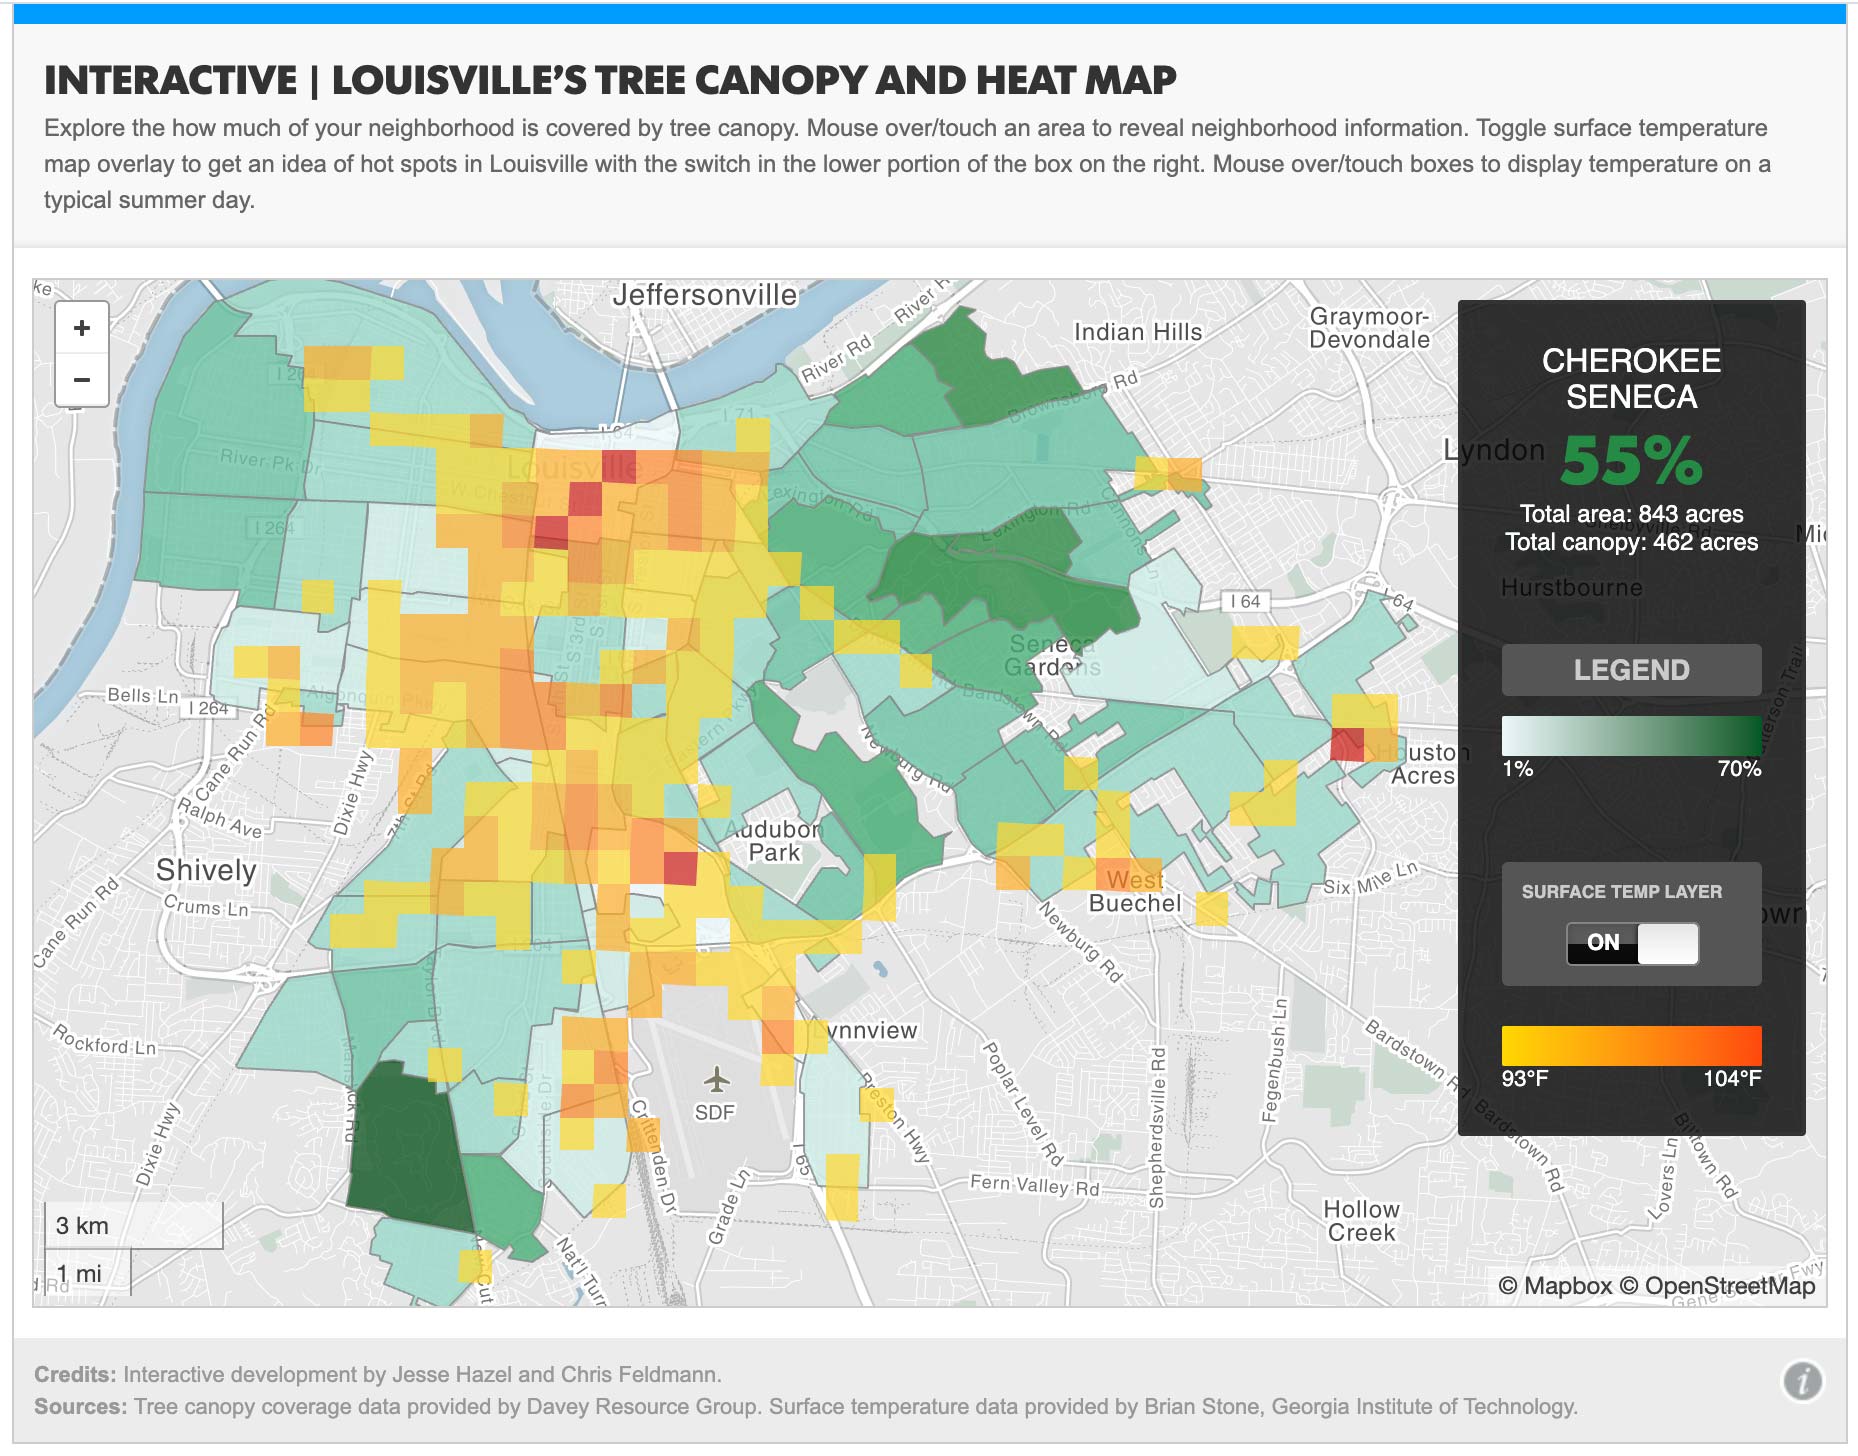 INTERACTIVE | LOUISVILLE'S TREE CANOPY AND HEAT MAP
Explore the how much of your neighborhood is covered by tree canopy. Mouse over/touch an area to reveal neighborhood information. Toggle surface temperature
map overlay to get an idea of hot spots in Louisville with the switch in the lower portion of the box on the right. Mouse over/touch boxes to display temperature on a
typical summer day.
+
−
Jeffersonville
River Rd
Indian Hills
Graymoor-
Devondale
River Rd
Brownsboro Rd
I 264
I 71
I 64
Louisville
River Pk Dr
Lexington Rd
Lexington Rd
Cannons Ln
I 264
Lyndon
I 64
I 64
Hurstbourne
S 3rd
Seneca
Gardens
Bells Ln
I 264
Algonquin Pkwy
Eastern Pkwy
Bardstown Rd
Newburg Rd
Cane Run Rd
Dixie Hwy
7th St Rd
Ralph Ave
Houston
Acres
Audubon
Park
Shively
West
Buechel
Six Mile Ln
Crums Ln
Cane Run Rd
Newburg Rd
Taylor Blvd
Rockford Ln
Lynnview
Manslick Rd
Southside Dr
SDF
Crittenden Dr
Preston Hwy
Poplar Level Rd
Shepherdsville Rd
Fegenbush Ln
Bardstown Rd
Bardstown Rd
Billtown Rd
Lovers Ln
Dixie Hwy
I 65
Grade Ln
Fern Valley Rd
Hollow
Creek
Nat'l Turn
3 km
1 mi
CHEROKEE
SENECA
55%
Total area: 843 acres
Total canopy: 462 acres
LEGEND
1% 70%
SURFACE TEMP LAYER
ON
93°F 104°F
© Mapbox © OpenStreetMap
Credits: Interactive development by Jesse Hazel and Chris Feldmann.
Sources: Tree canopy coverage data provided by Davey Resource Group. Surface temperature data provided by Brian Stone, Georgia Institute of Technology.
i